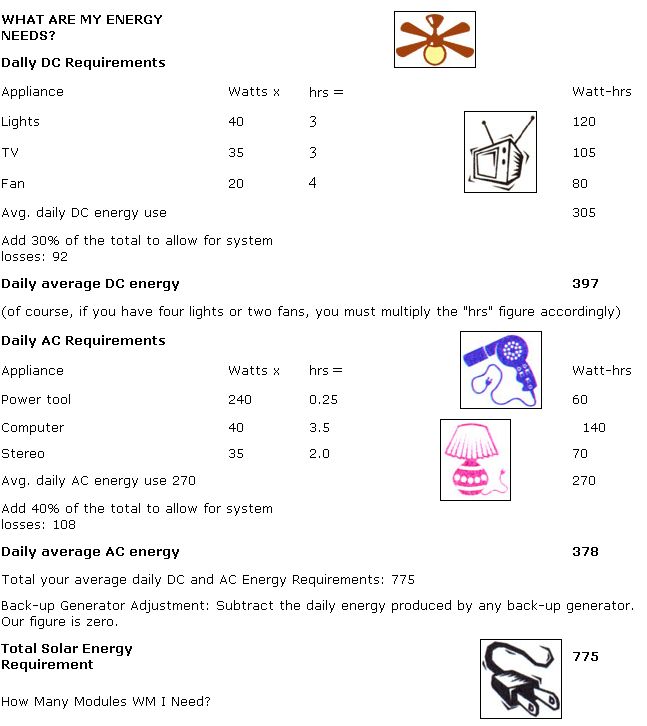 WHAT ARE MY ENERGY
NEEDS?
Daily DC Requirements
Appliance Watts x hrs = Watt-hrs
Lights 40 3 120
TV 35 3 105
Fan 20 4 80
Avg. daily DC energy use 305
Add 30% of the total to allow for system
losses: 92
Daily average DC energy 397
(of course, if you have four lights or two fans, you must multiply the "hrs" figure accordingly)
Daily AC Requirements
Appliance Watts x hrs = Watt-hrs
Power tool 240 0.25 60
Computer 40 3.5 140
Stereo 35 2.0 70
Avg. daily AC energy use 270 270
Add 40% of the total to allow for system
losses: 108
Daily average AC energy 378
Total your average daily DC and AC Energy Requirements: 775
Back-up Generator Adjustment: Subtract the daily energy produced by any back-up generator.
Our figure is zero.
Total Solar Energy
Requirement 775
How Many Modules WM I Need?